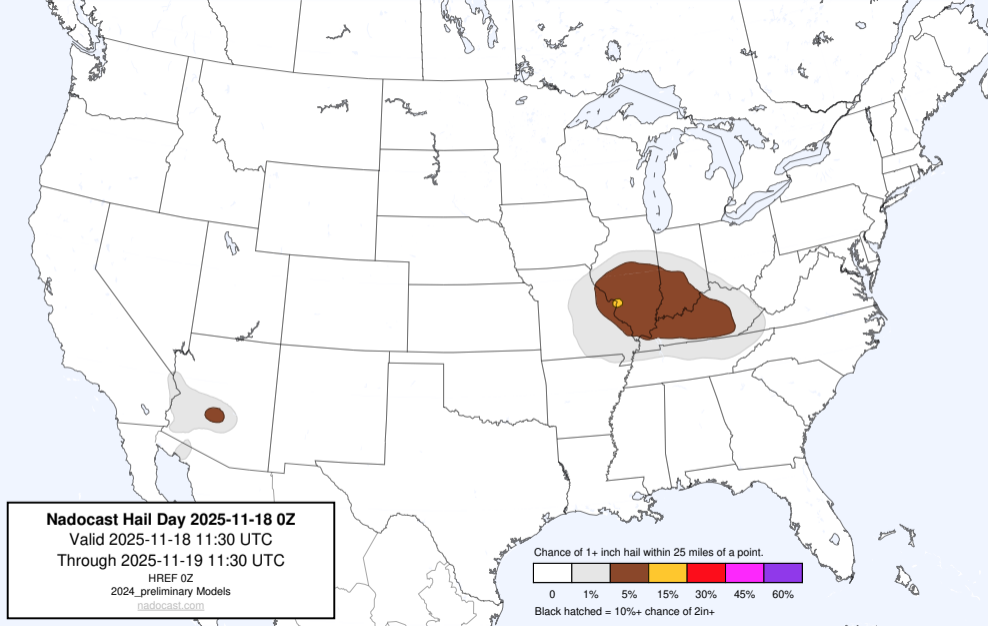 Nadocast Hail Day 2025-11-18 0Z
Valid 2025-11-18 11:30 UTC
Through 2025-11-19 11:30 UTC
HREF 0Z
2024_preliminary Models
nadocast.com
Chance of 1+ inch hail within 25 miles of a point.
0 1% 5% 15% 30% 45% 60%
Black hatched = 10%+ chance of 2in+